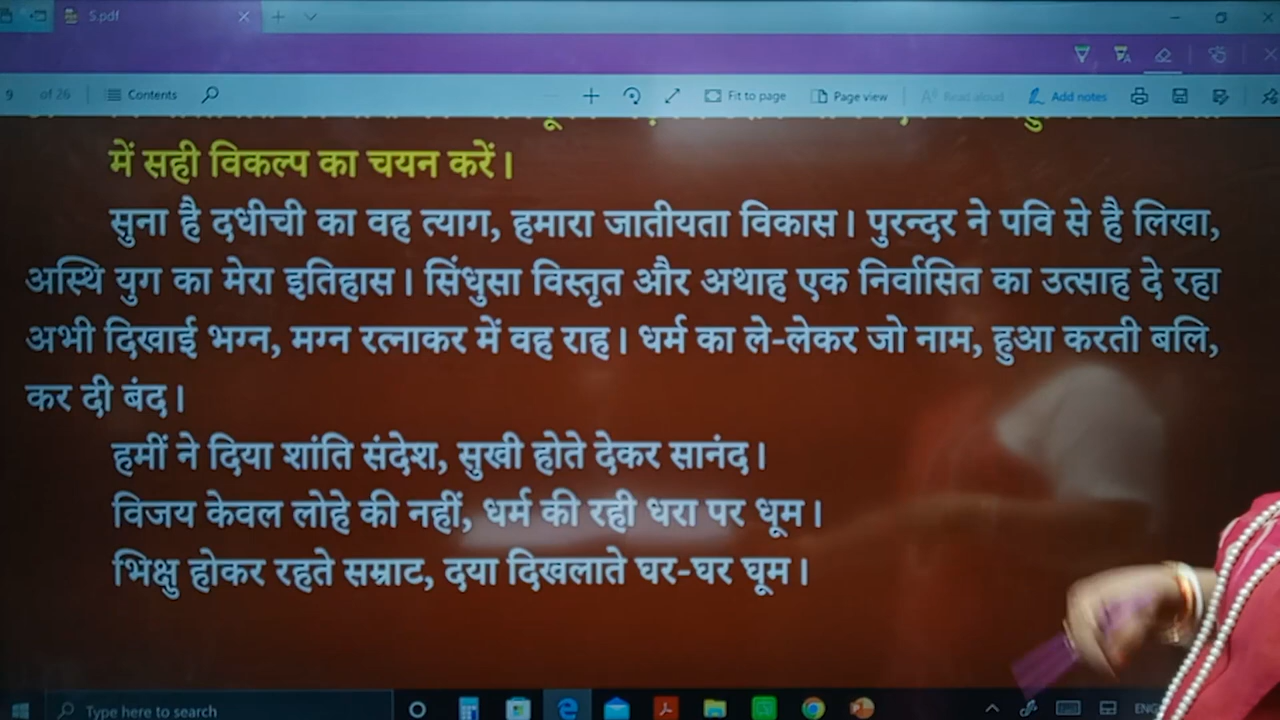 S.pdf
9 of 26 Contents Fit to page Page view Read aloud Add notes
में सही विकल्प का चयन करें।
सुना है दधीची का वह त्याग, हमारा जातीयता विकास। पुरन्दर ने पवि से है लिखा,
अस्थि युग का मेरा इतिहास। सिंधुसा विस्तृत और अथाह एक निर्वासित का उत्साह दे रहा
अभी दिखाई भग्न, मग्न रत्नाकर में वह राह। धर्म का ले-लेकर जो नाम, हुआ करती बलि,
कर दी बंद।
हमीं ने दिया शांति संदेश, सुखी होते देकर सानंद।
विजय केवल लोहे की नहीं, धर्म की रही धरा पर धूम।
भिक्षु होकर रहते सम्राट, दया दिखलाते घर-घर घूम।
Type here to search ENG